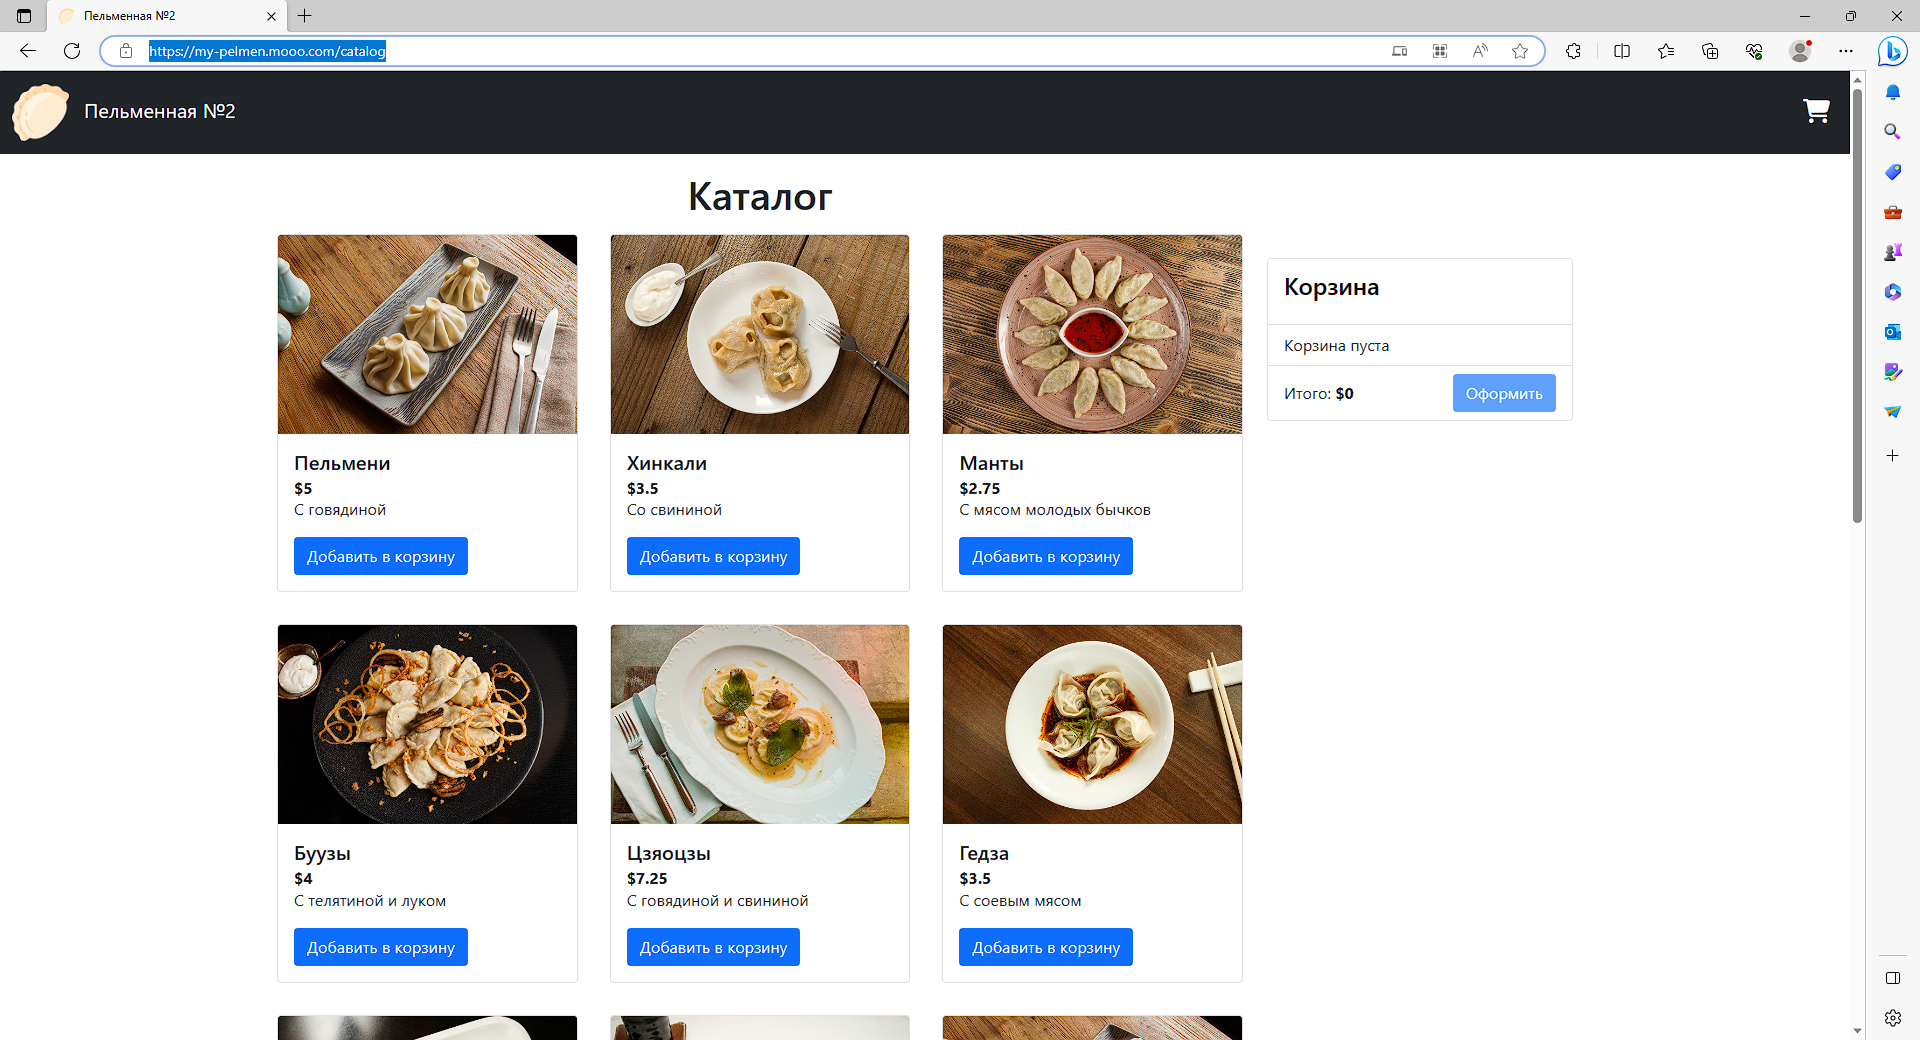 Пельменная №2
https://my-pelmen.mooo.com/catalog
Пельменная №2
Каталог
Пельмени
$5
С говядиной
Добавить в корзину
Хинкали
$3.5
Со свининой
Добавить в корзину
Манты
$2.75
С мясом молодых бычков
Добавить в корзину
Корзина
Корзина пуста
Итого: $0
Оформить
Буузы
$4
С телятиной и луком
Добавить в корзину
Цзяоцзы
$7.25
С говядиной и свининой
Добавить в корзину
Гедза
$3.5
С соевым мясом
Добавить в корзину